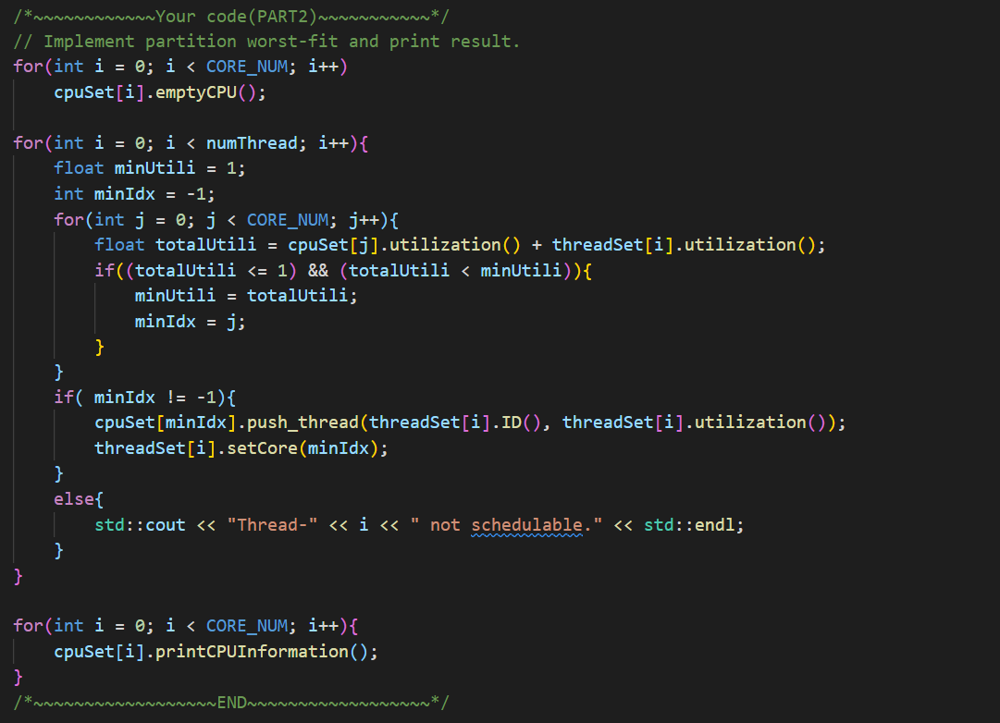 /*~~~~~~~~~~~~Your code(PART2)~~~~~~~~~~~*/
// Implement partition worst-fit and print result.
for(int i = 0; i < CORE_NUM; i++)
    cpuSet[i].emptyCPU();

for(int i = 0; i < numThread; i++){
    float minUtili = 1;
    int minIdx = -1;
    for(int j = 0; j < CORE_NUM; j++){
        float totalUtili = cpuSet[j].utilization() + threadSet[i].utilization();
        if((totalUtili <= 1) && (totalUtili < minUtili)){
            minUtili = totalUtili;
            minIdx = j;
        }
    }
    if( minIdx != -1){
        cpuSet[minIdx].push_thread(threadSet[i].ID(), threadSet[i].utilization());
        threadSet[i].setCore(minIdx);
    }
    else{
        std::cout << "Thread-" << i << " not schedulable." << std::endl;
    }
}

for(int i = 0; i < CORE_NUM; i++){
    cpuSet[i].printCPUInformation();
}
/*~~~~~~~~~~~~~~~~~~END~~~~~~~~~~~~~~~~~~*/